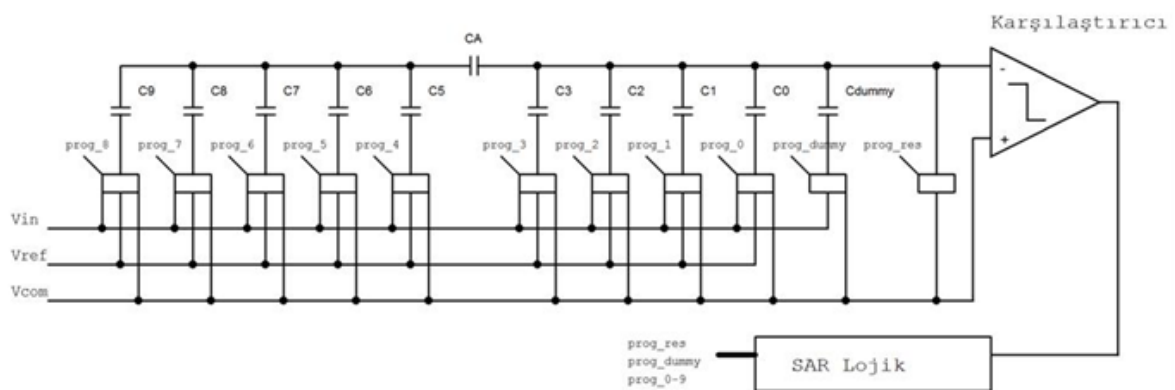 Karşılaştırıcı
CA
C9 C8 C7 C6 C5 C3 C2 C1 C0 Cdummy
prog_8 prog_7 prog_6 prog_5 prog_4 prog_3 prog_2 prog_1 prog_0 prog_dummy prog_res
-
+
Vin
Vref
Vcom
prog_res
prog_dummy
prog_0-9
SAR Lojik